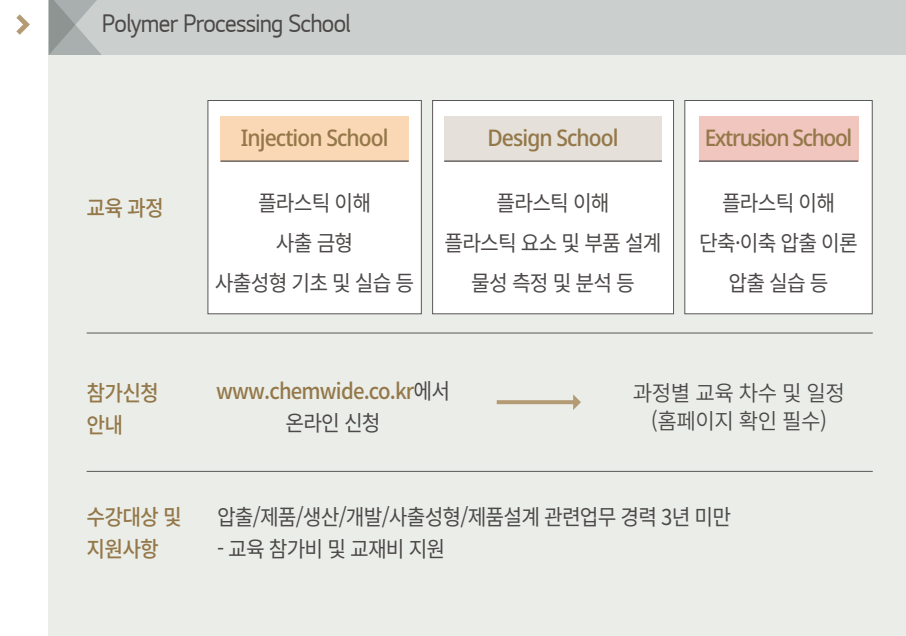 Polymer Processing School
교육 과정
Injection School
플라스틱 이해
사출 금형
사출성형 기초 및 실습 등
Design School
플라스틱 이해
플라스틱 요소 및 부품 설계
물성 측정 및 분석 등
Extrusion School
플라스틱 이해
단축·이축 압출 이론
압출 실습 등
참가신청
안내
www.chemwide.co.kr에서
온라인 신청
과정별 교육 차수 및 일정
(홈페이지 확인 필수)
수강대상 및
지원사항
압출/제품/생산/개발/사출성형/제품설계 관련업무 경력 3년 미만
- 교육 참가비 및 교재비 지원